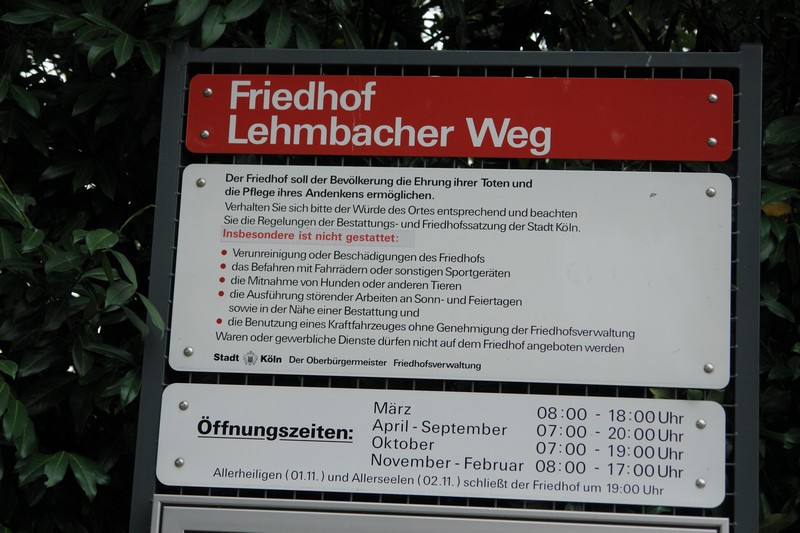 Friedhof
Lehmbacher Weg
Der Friedhof soll der Bevölkerung die Ehrung ihrer Toten und
die Pflege ihres Andenkens ermöglichen.
Verhalten Sie sich bitte der Würde des Ortes entsprechend und beachten
Sie die Regelungen der Bestattungs- und Friedhofssatzung der Stadt Köln.
Insbesondere ist nicht gestattet:
• Verunreinigung oder Beschädigungen des Friedhofs
• das Befahren mit Fahrrädern oder sonstigen Sportgeräten
• die Mitnahme von Hunden oder anderen Tieren
• die Ausführung störender Arbeiten an Sonn- und Feiertagen
sowie in der Nähe einer Bestattung und
• die Benutzung eines Kraftfahrzeuges ohne Genehmigung der Friedhofsverwaltung
Waren oder gewerbliche Dienste dürfen nicht auf dem Friedhof angeboten werden
Stadt Köln Der Oberbürgermeister Friedhofsverwaltung
Öffnungszeiten:
März 08:00 - 18:00 Uhr
April - September 07:00 - 20:00 Uhr
Oktober 07:00 - 19:00 Uhr
November - Februar 08:00 - 17:00 Uhr
Allerheiligen (01.11.) und Allerseelen (02.11.) schließt der Friedhof um 19:00 Uhr